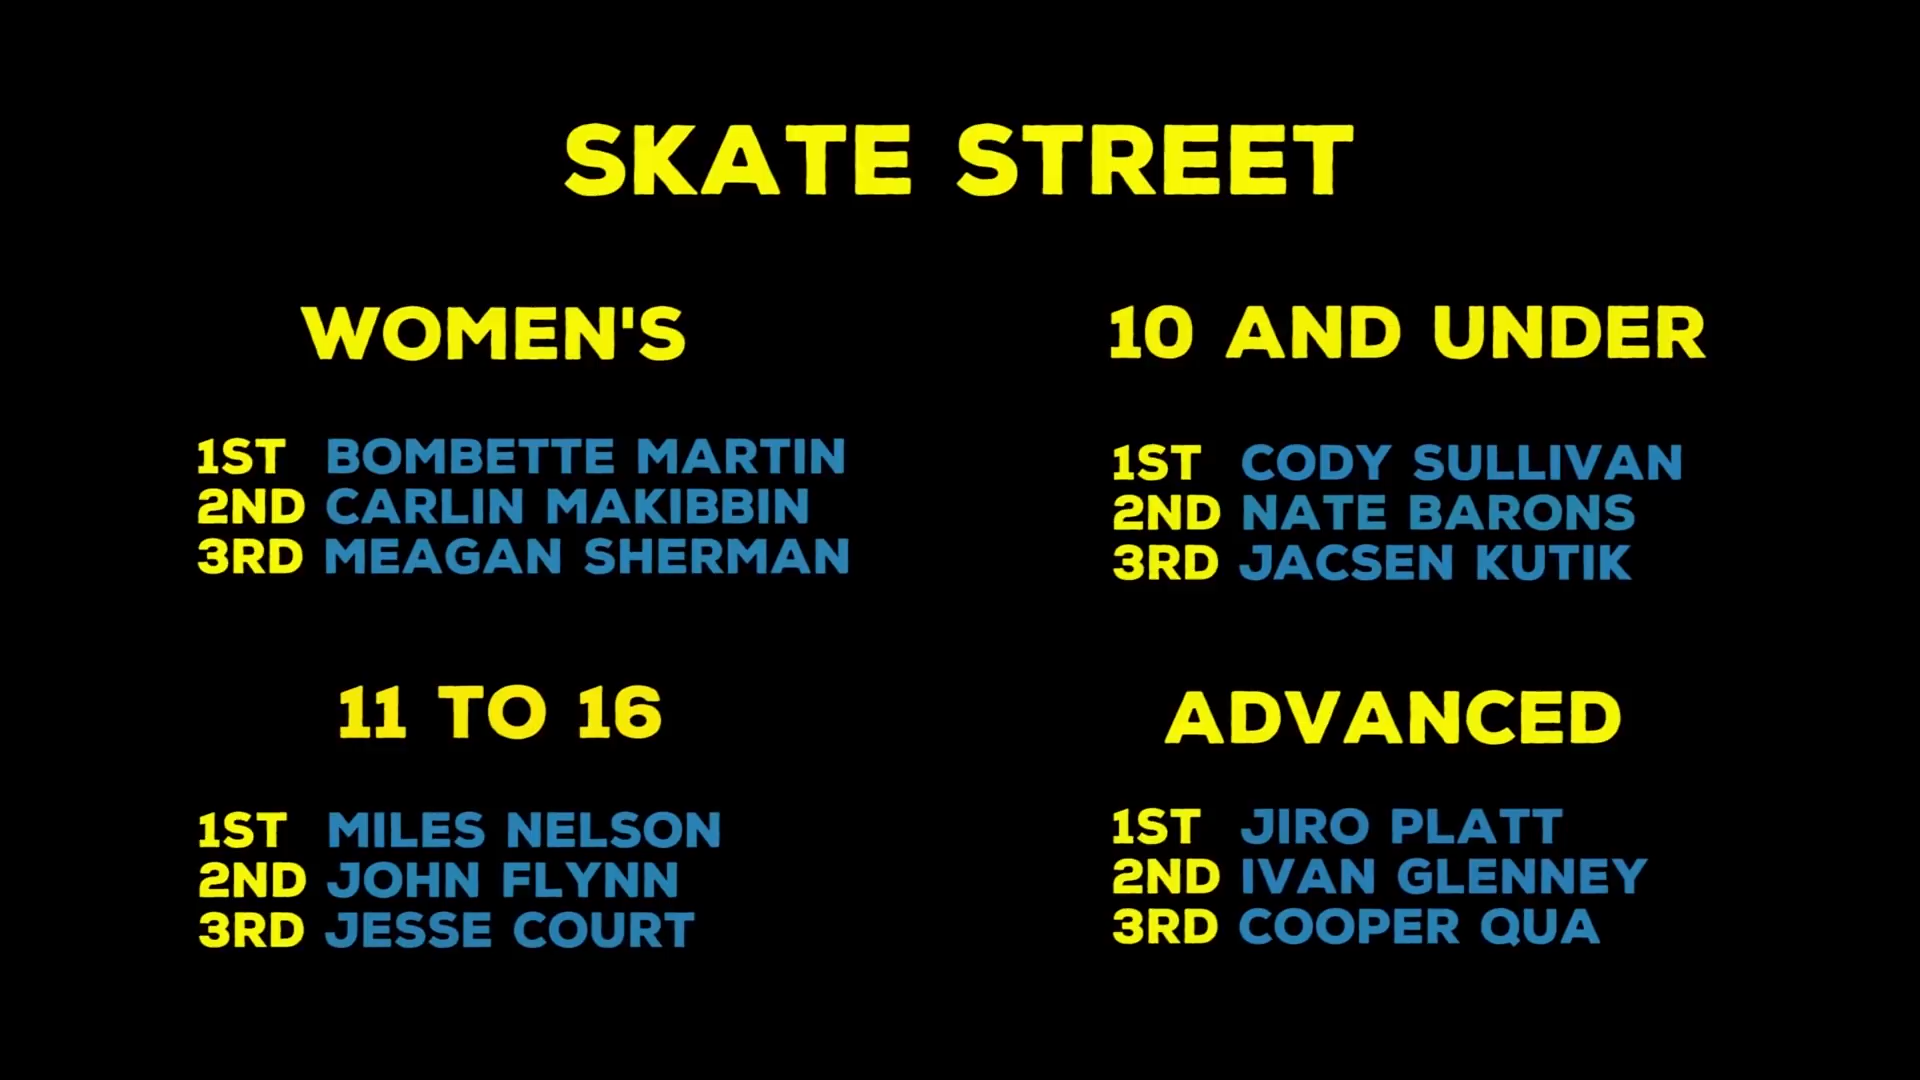 SKATE STREET
WOMEN'S
1ST BOMBETTE MARTIN
2ND CARLIN MAKIBBIN
3RD MEAGAN SHERMAN
10 AND UNDER
1ST CODY SULLIVAN
2ND NATE BARONS
3RD JACSEN KUTIK
11 TO 16
1ST MILES NELSON
2ND JOHN FLYNN
3RD JESSE COURT
ADVANCED
1ST JIRO PLATT
2ND IVAN GLENNEY
3RD COOPER QUA